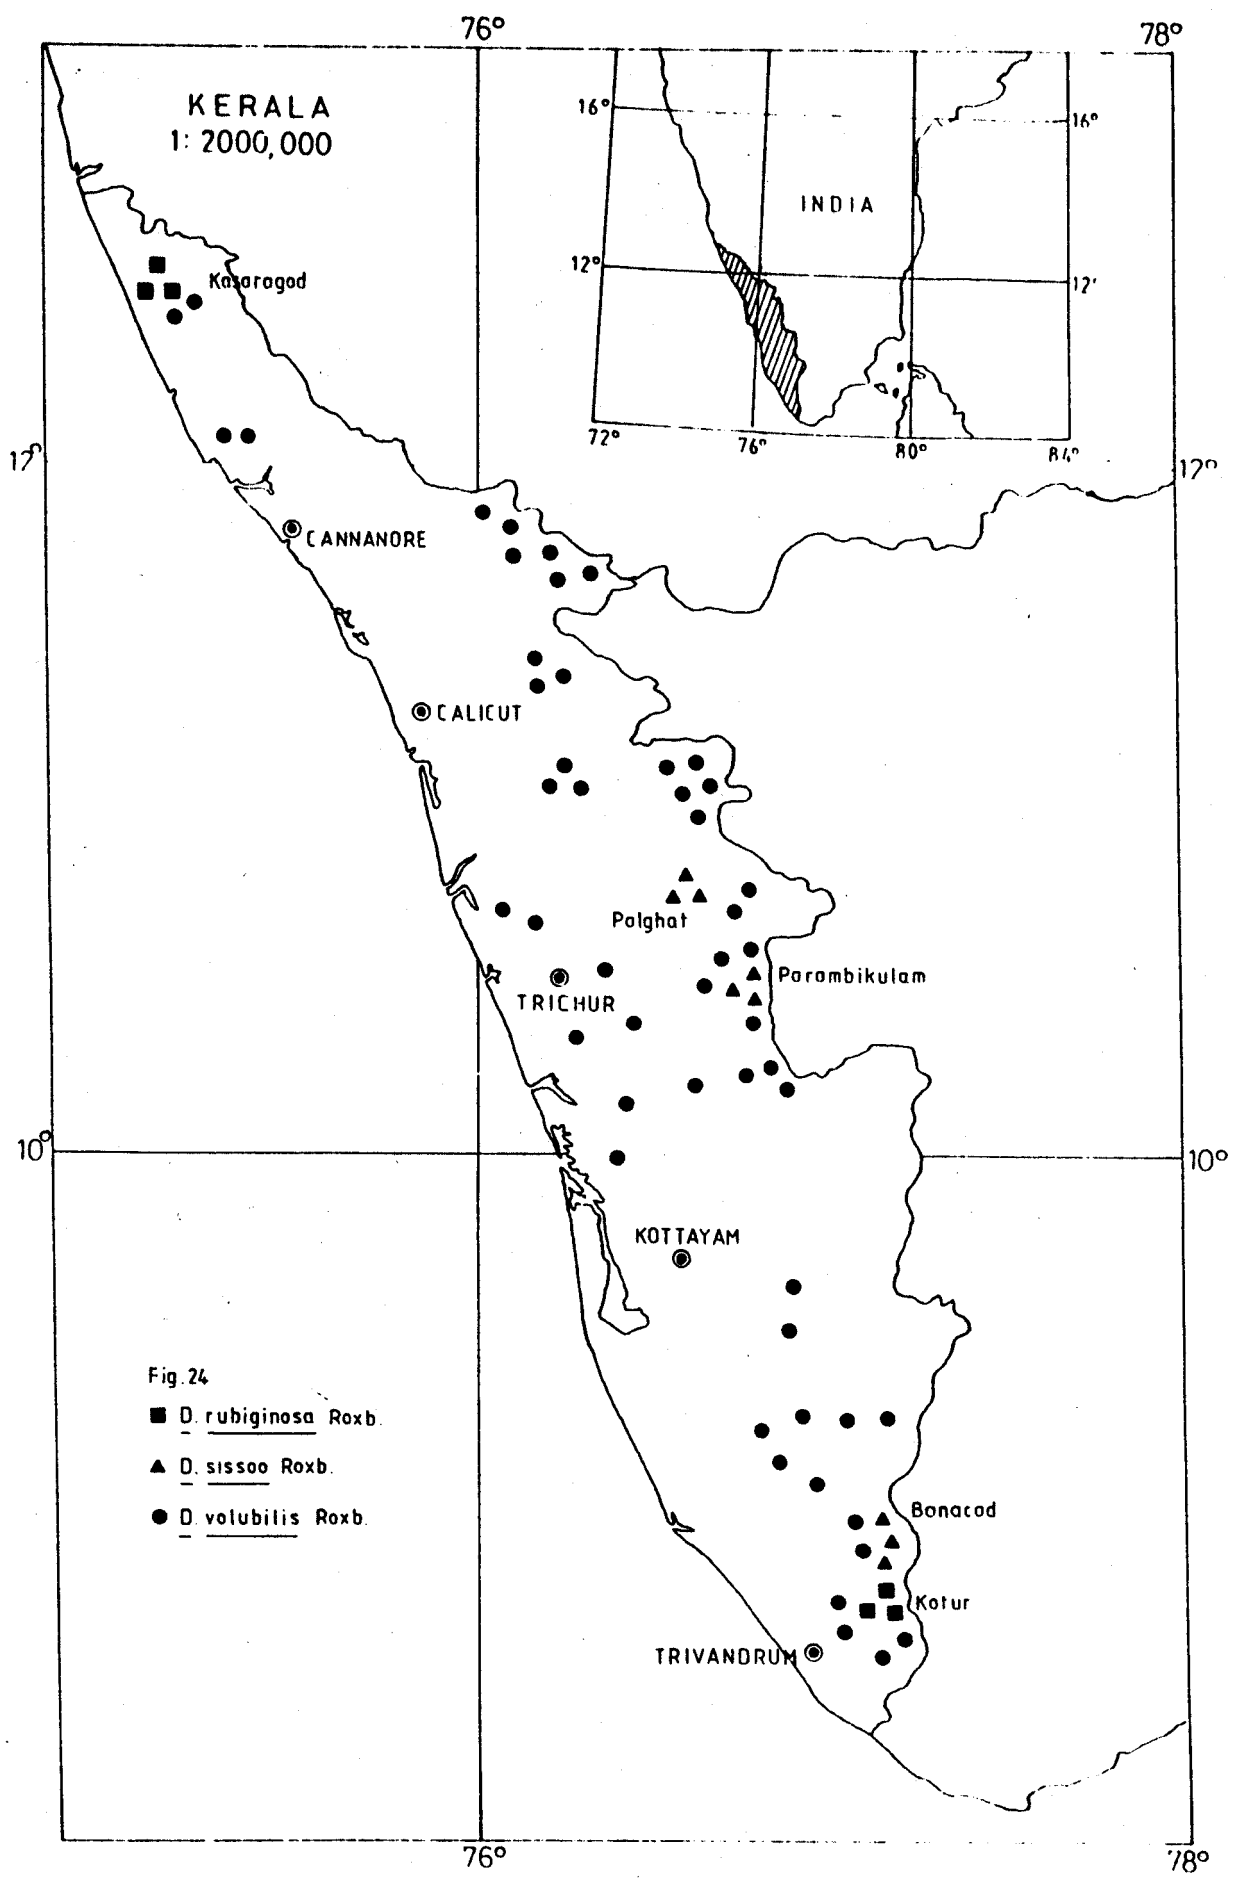 76°
78°
KERALA
1: 2000,000
16°
16°
INDIA
12°
12'
72°
76°
80°
84°
Kasaragod
12°
CANNANORE
CALICUT
Palghat
Parambikulam
TRICHUR
10°
10°
KOTTAYAM
Fig.24
D. rubiginosa Roxb.
D. sissoo Roxb.
D. volubilis Roxb.
Bonacod
Kotur
TRIVANDRUM
76°
78°